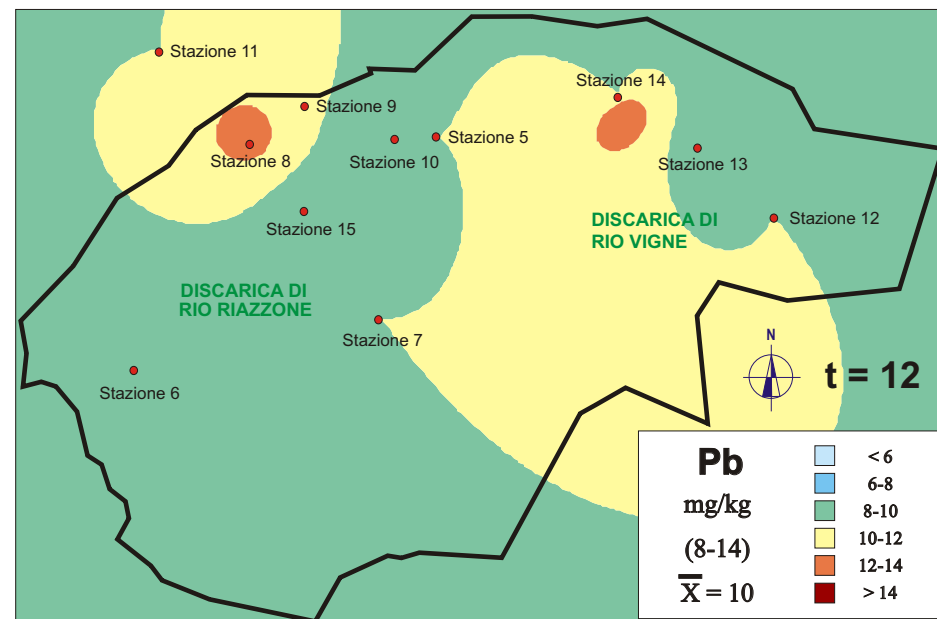 Stazione 11
Stazione 14
Stazione 9
Stazione 5
Stazione 8
Stazione 10
Stazione 13
Stazione 15
DISCARICA DI
RIO VIGNE
Stazione 12
DISCARICA DI
RIO RIAZZONE
Stazione 7
N
t = 12
Stazione 6
Pb
mg/kg
(8-14)
X̅ = 10
< 6
6-8
8-10
10-12
12-14
> 14